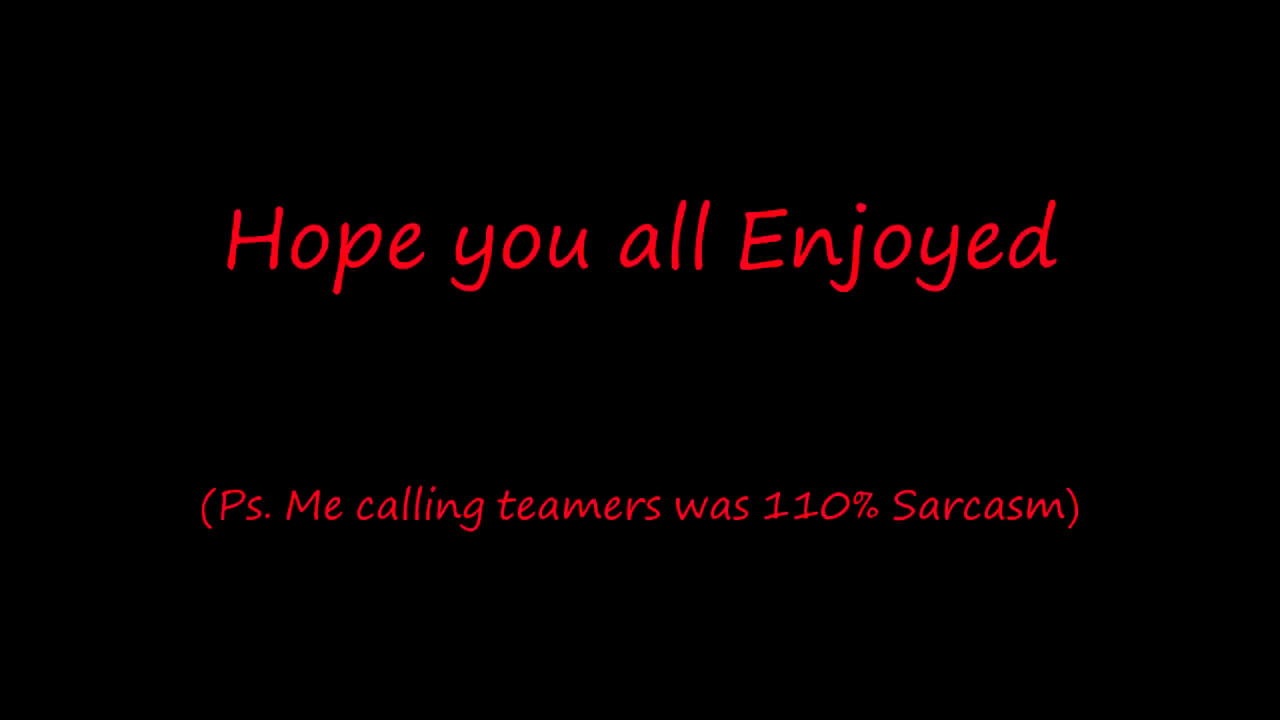 Hope you all Enjoyed
(Ps. Me calling teamers was 110% Sarcasm)